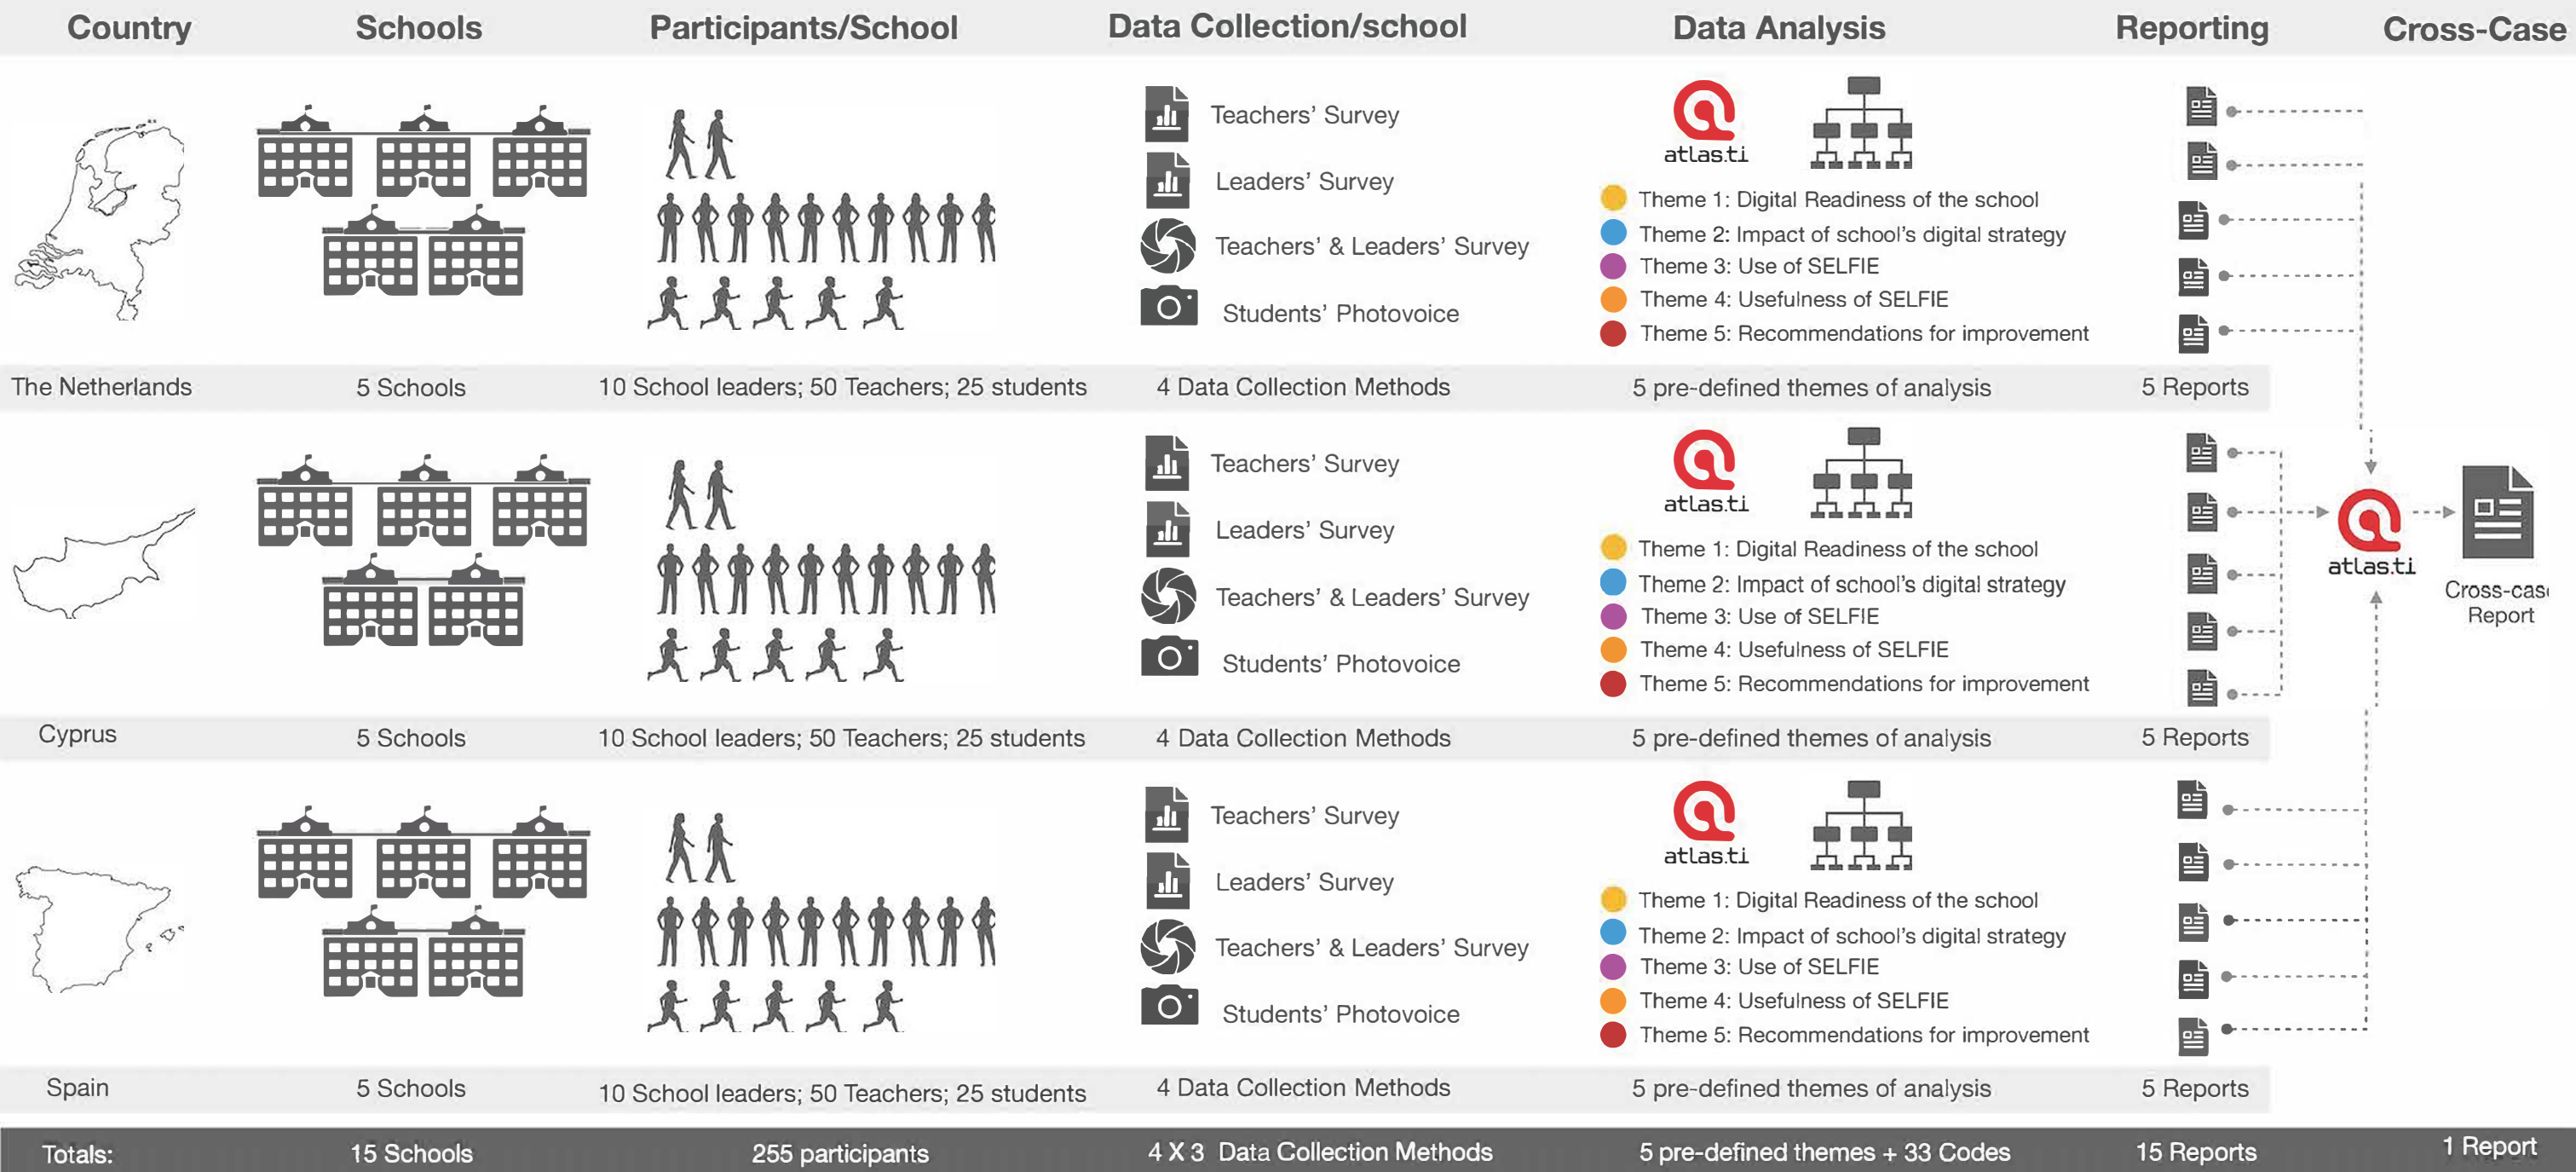 Country Schools Participants/School Data Collection/school Data Analysis Reporting Cross-Case
Teachers' Survey
Leaders' Survey
Teachers' & Leaders' Survey
Students' Photovoice
atlas.ti
Theme 1: Digital Readiness of the school
Theme 2: Impact of school's digital strategy
Theme 3: Use of SELFIE
Theme 4: Usefulness of SELFIE
Theme 5: Recommendations for improvement
The Netherlands 5 Schools 10 School leaders; 50 Teachers; 25 students 4 Data Collection Methods 5 pre-defined themes of analysis 5 Reports
Teachers' Survey
Leaders' Survey
Teachers' & Leaders' Survey
Students' Photovoice
atlas.ti
Theme 1: Digital Readiness of the school
Theme 2: Impact of school's digital strategy
Theme 3: Use of SELFIE
Theme 4: Usefulness of SELFIE
Theme 5: Recommendations for improvement
atlas.ti
Cross-cas
Report
Cyprus 5 Schools 10 School leaders; 50 Teachers; 25 students 4 Data Collection Methods 5 pre-defined themes of analysis 5 Reports
Teachers' Survey
Leaders' Survey
Teachers' & Leaders' Survey
Students' Photovoice
atlas.ti
Theme 1: Digital Readiness of the school
Theme 2: Impact of school's digital strategy
Theme 3: Use of SELFIE
Theme 4: Usefulness of SELFIE
Theme 5: Recommendations for improvement
Spain 5 Schools 10 School leaders; 50 Teachers; 25 students 4 Data Collection Methods 5 pre-defined themes of analysis 5 Reports
Totals: 15 Schools 255 participants 4 X 3 Data Collection Methods 5 pre-defined themes + 33 Codes 15 Reports 1 Report